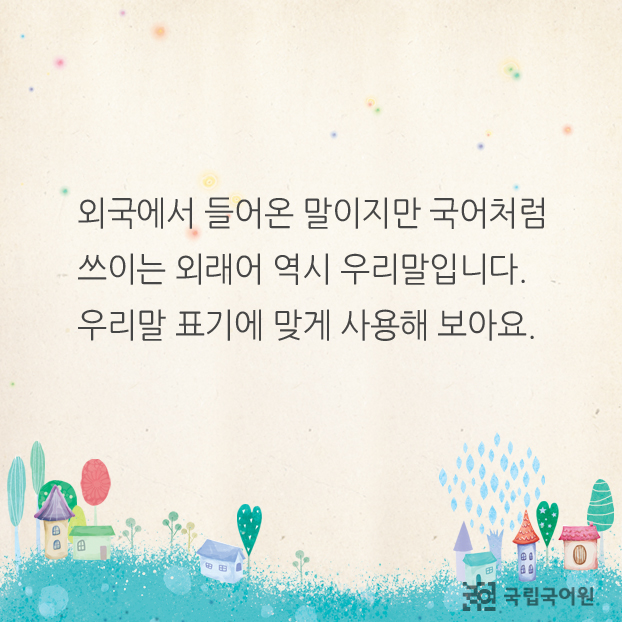 외국에서 들어온 말이지만 국어처럼
쓰이는 외래어 역시 우리말입니다.
우리말 표기에 맞게 사용해 보아요.
국립국어원